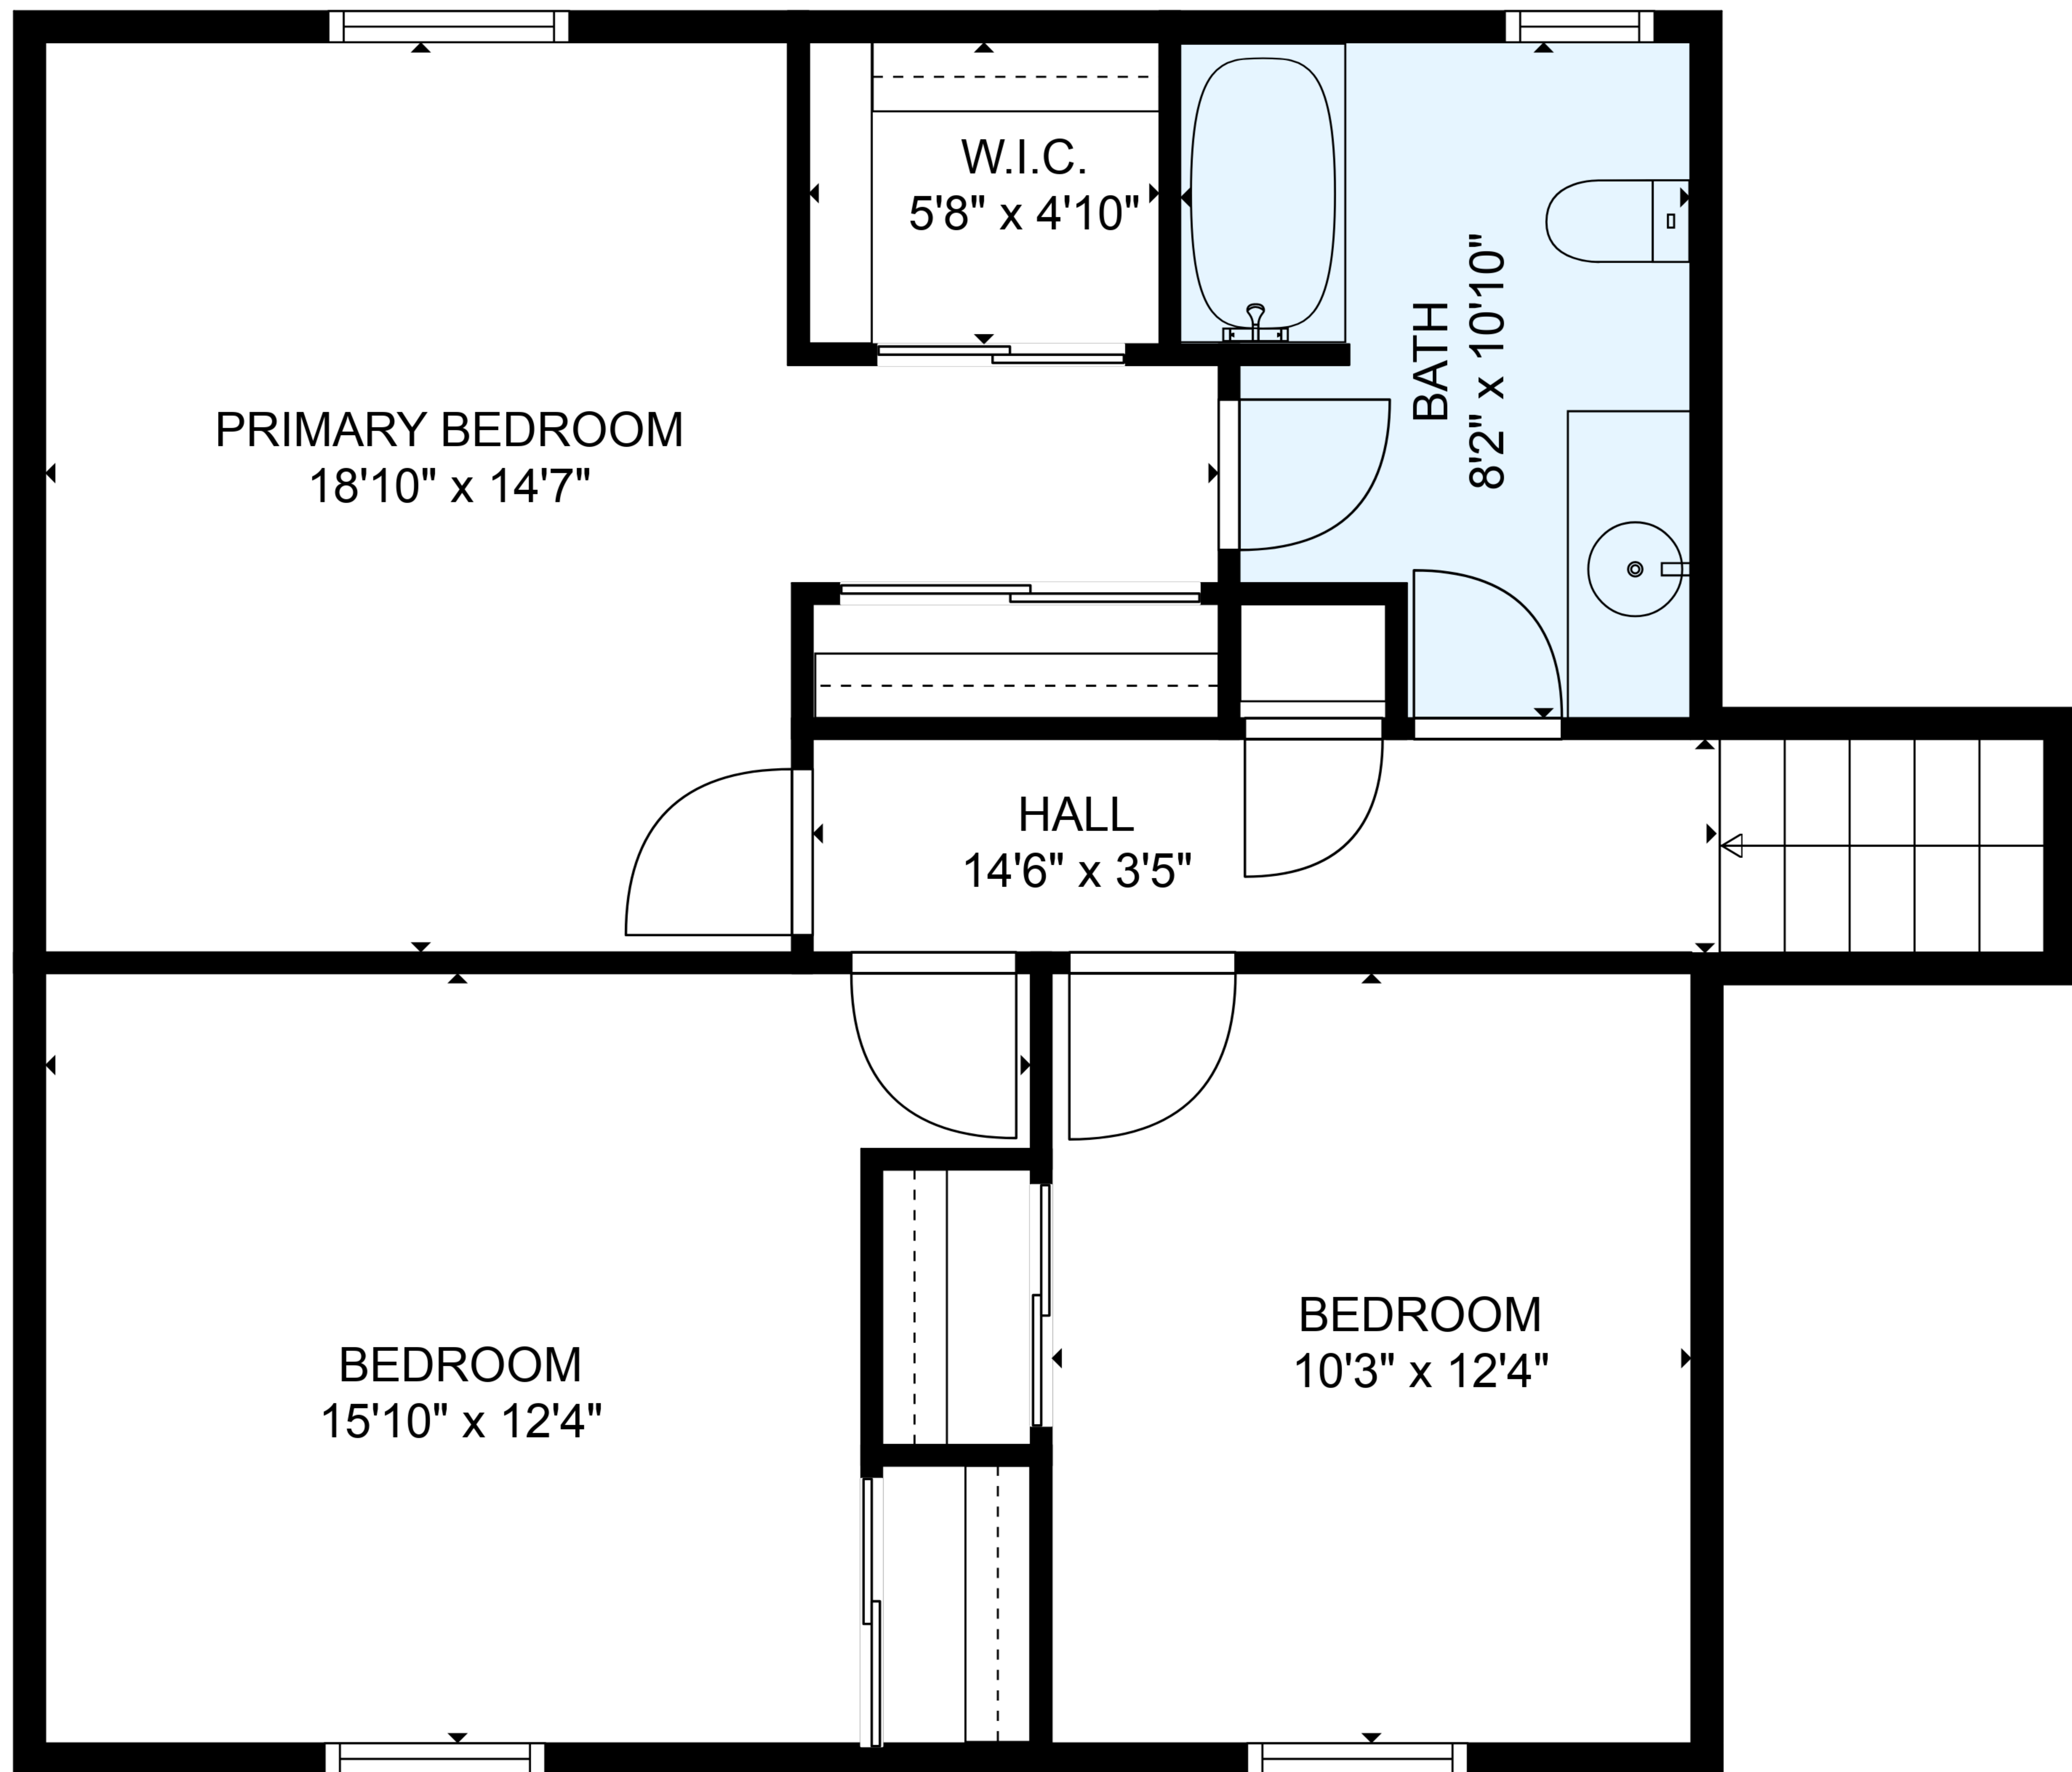 W.I.C.
5'8" x 4'10"
BATH
8'2" x 10'10"
PRIMARY BEDROOM
18'10" x 14'7"
HALL
14'6" x 3'5"
BEDROOM
10'3" x 12'4"
BEDROOM
15'10" x 12'4"